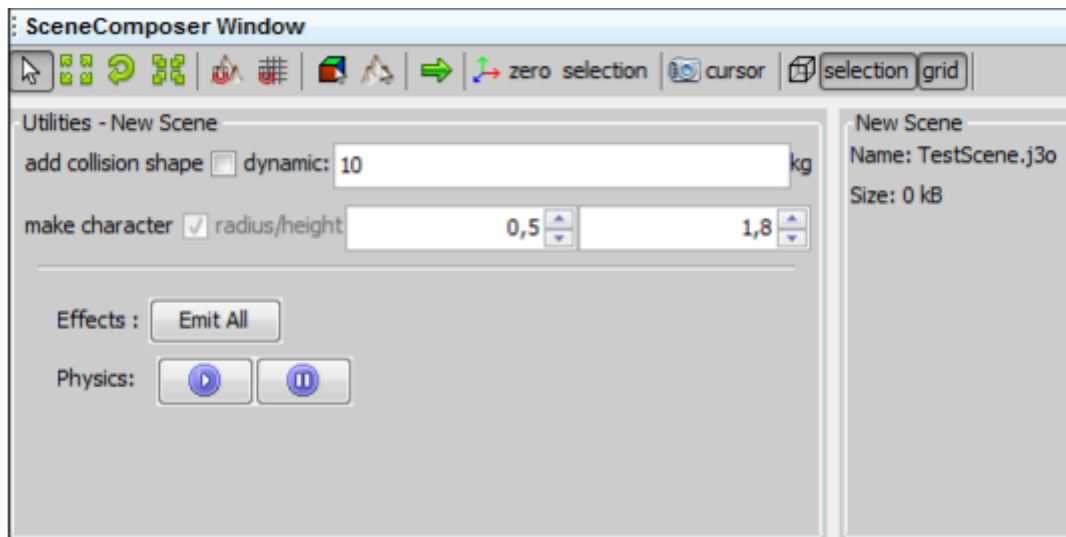 SceneComposer Window
zero selection cursor selection grid
Utilities - New Scene
add collision shape dynamic: 10 kg
make character radius/height 0,5 1,8
Effects : Emit All
Physics:
New Scene
Name: TestScene.j3o
Size: 0 kB